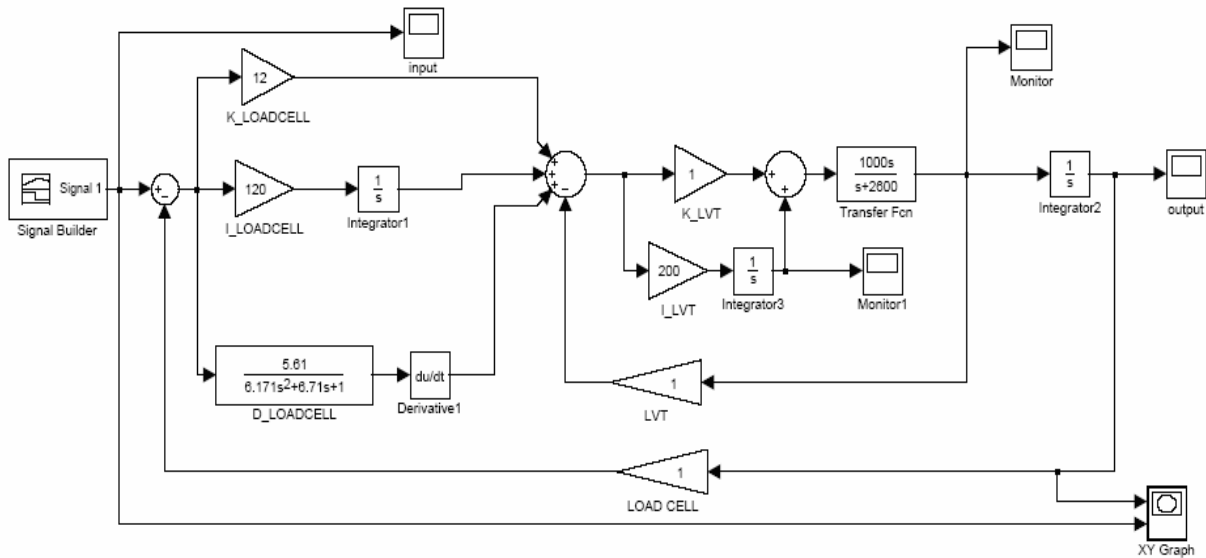 input
12
K_LOADCELL
Monitor
Signal 1
Signal Builder
+
−
120
I_LOADCELL
1
s
Integrator1
+
+
+
−
1
K_LVT
+
+
1000s
s+2600
Transfer Fcn
1
s
Integrator2
output
200
I_LVT
1
s
Integrator3
Monitor1
5.61
6.171s²+6.71s+1
D_LOADCELL
du/dt
Derivative1
1
LVT
1
LOAD CELL
XY Graph